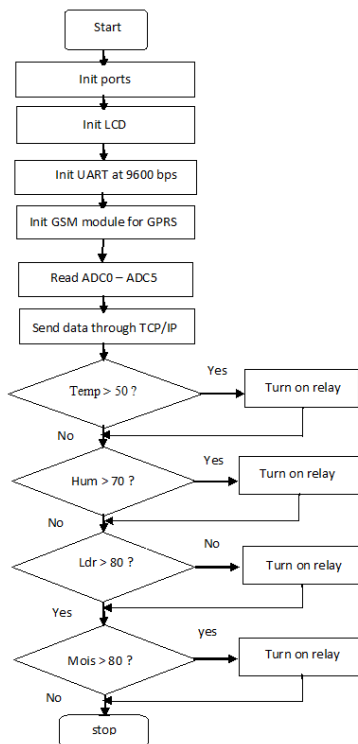 Start
Init ports
Init LCD
Init UART at 9600 bps
Init GSM module for GPRS
Read ADC0 – ADC5
Send data through TCP/IP
Temp > 50 ?
Yes
Turn on relay
No
Hum > 70 ?
Yes
Turn on relay
No
Ldr > 80 ?
No
Turn on relay
Yes
Mois > 80 ?
yes
Turn on relay
No
stop